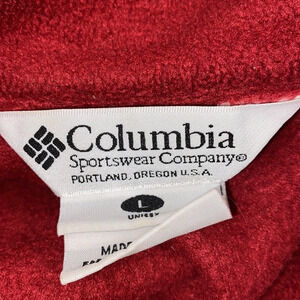 Columbia
Sportswear Company®
PORTLAND, OREGON U.S.A.
L
UNISEX
MADE